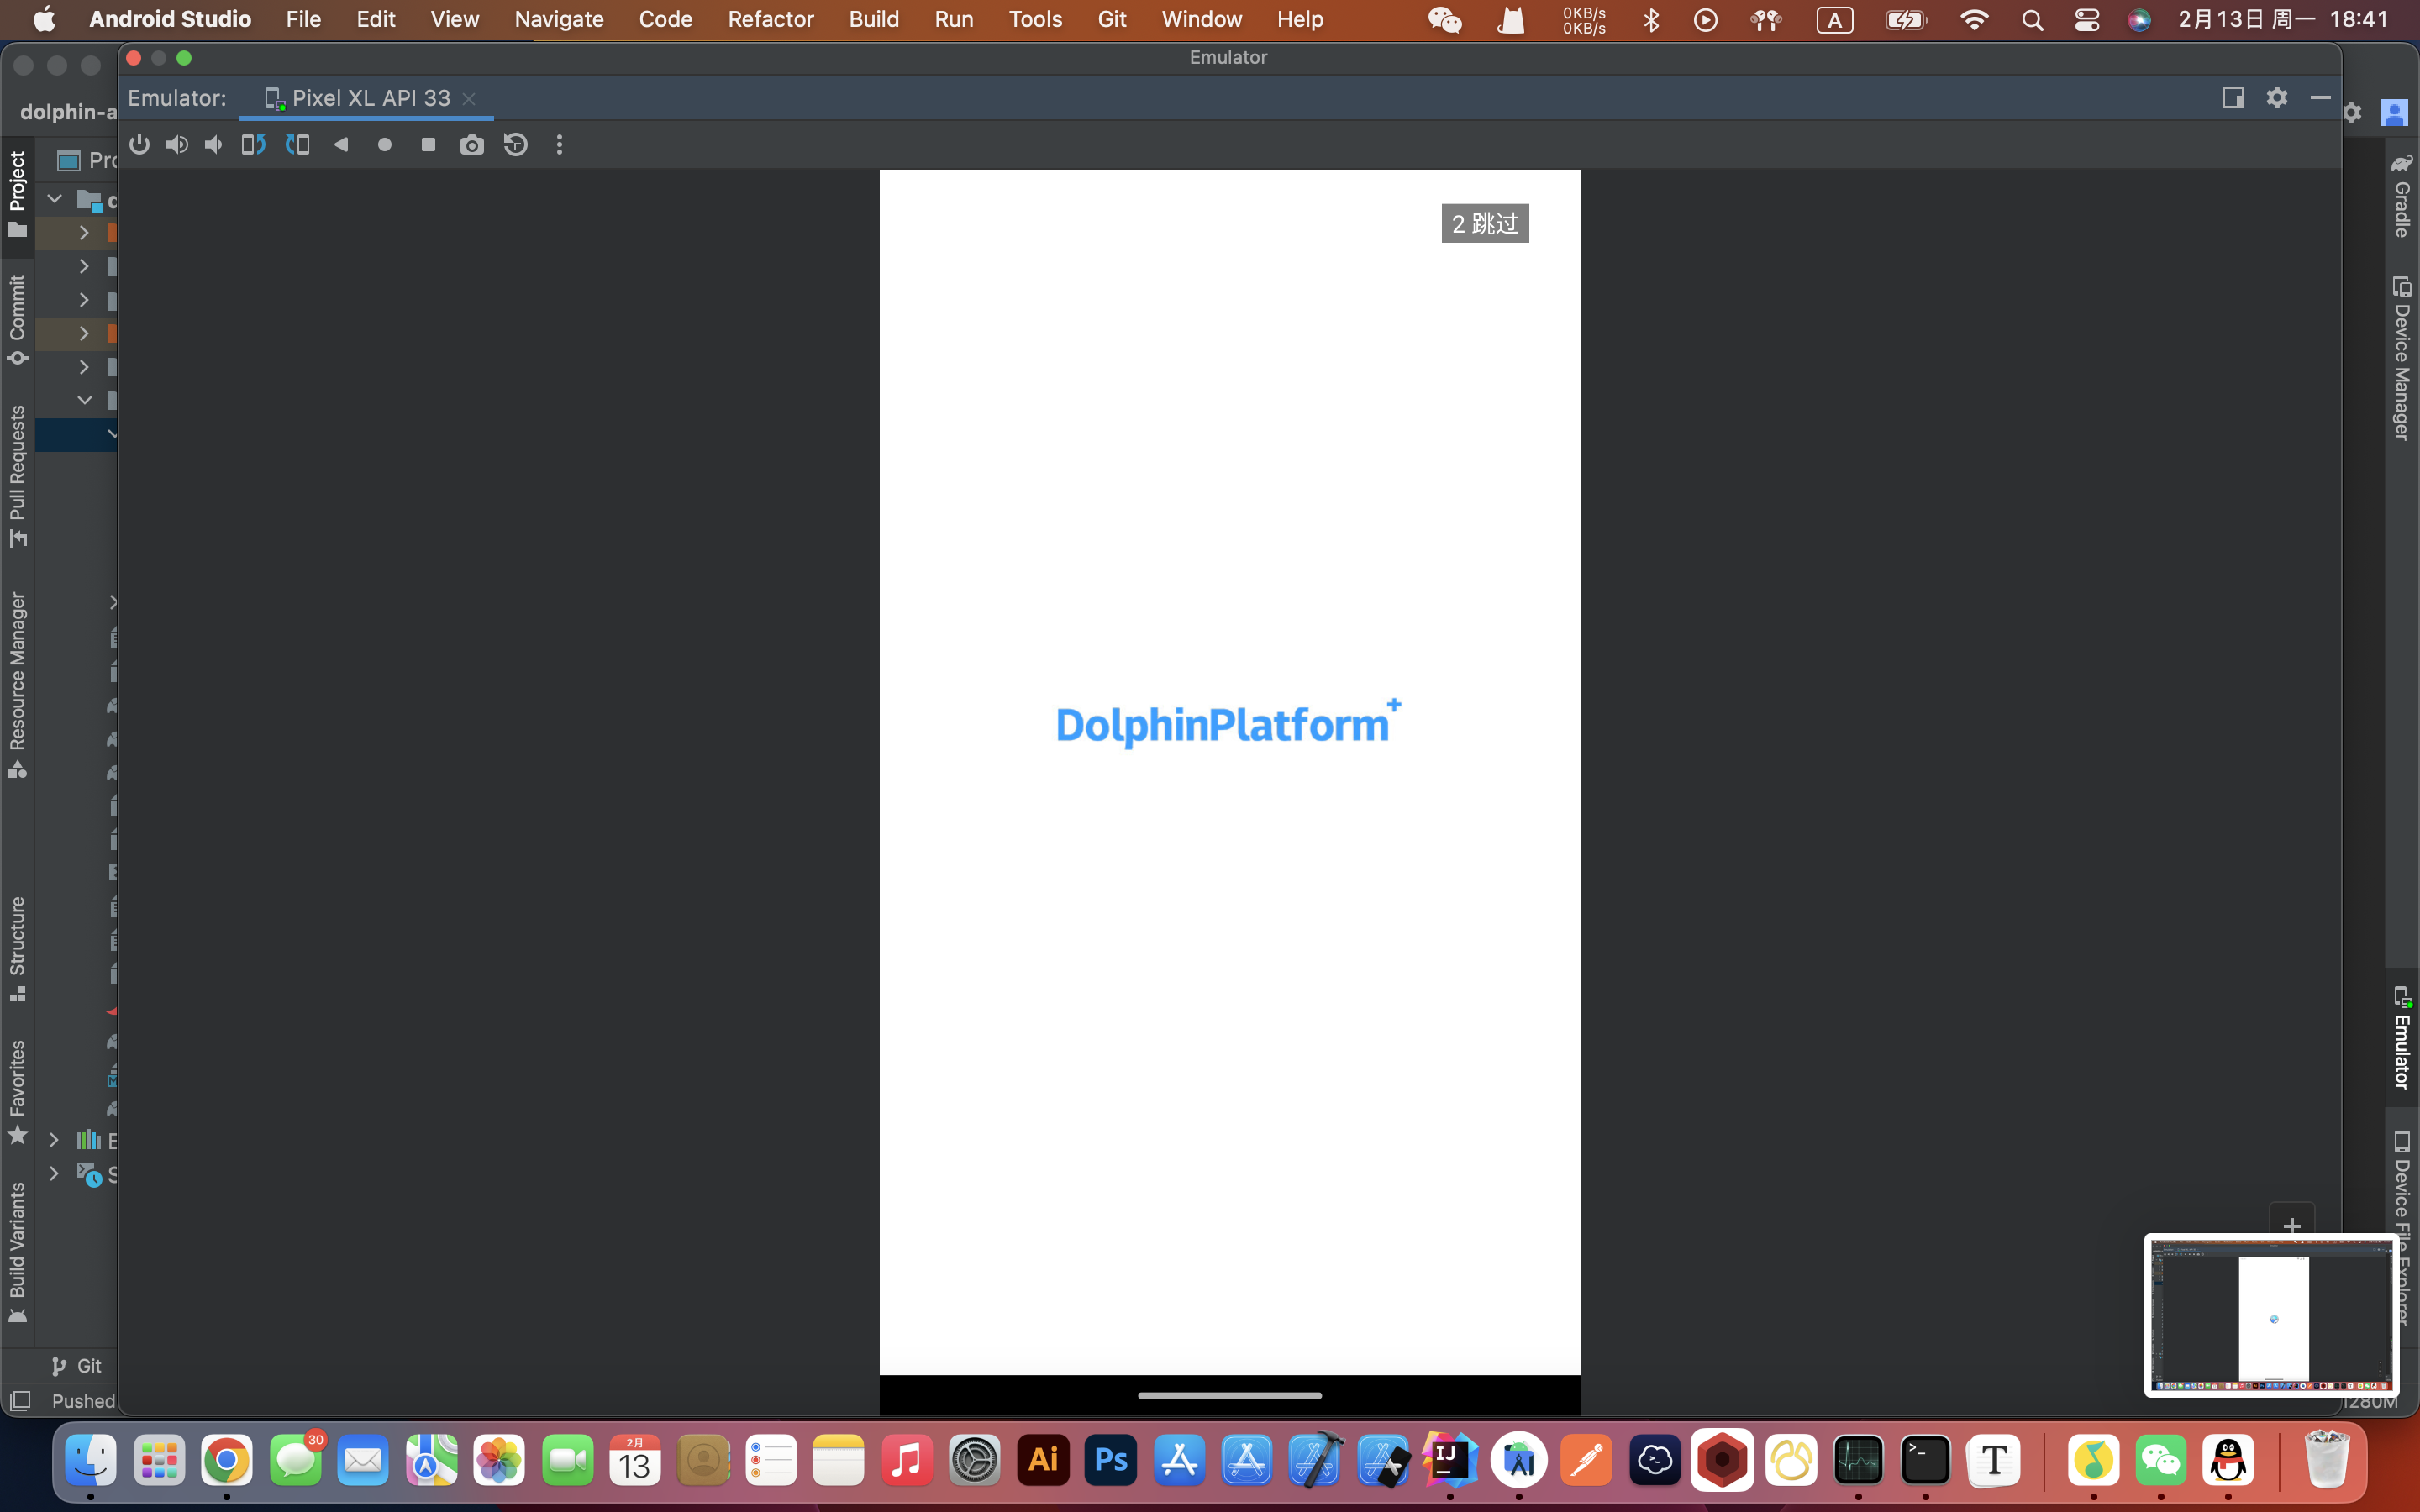 Android Studio File Edit View Navigate Code Refactor Build Run Tools Git Window Help 0KB/s 0KB/s A 2月13日 周一 18:41
Emulator
Emulator: Pixel XL API 33
dolphin-a
Project
Commit
Pull Requests
Resource Manager
Structure
Favorites
Build Variants
2 跳过
DolphinPlatform+
Gradle
Device Manager
Emulator
Device File Explorer
Git
Pushed
1280M
30
2月
13
Ai
Ps
IJ
T